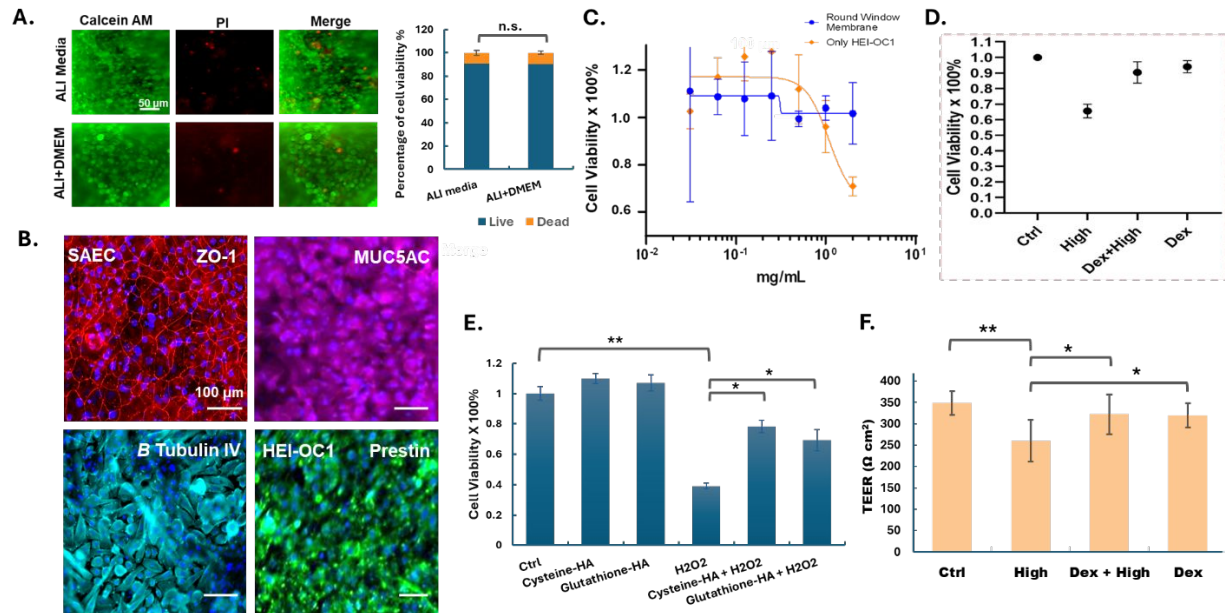 A.
Calcein AM
PI
Merge
ALI Media
50 μm
ALI+DMEM
Percentage of cell viability %
120
100
80
60
40
20
0
n.s.
ALI media
ALI+DMEM
Live
Dead
B.
SAEC
ZO-1
100 μm
MUC5AC
Merge
B Tubulin IV
HEI-OC1
Prestin
C.
100 μm
Round Window
Membrane
Only HEI-OC1
Cell Viability x 100%
1.2
1.0
0.8
0.6
10-2
10-1
100
101
mg/mL
D.
Cell Viability x 100%
1.0
1.1
0.9
0.8
0.7
0.6
0.5
0.4
0.3
0.2
0.1
0.0
Ctrl
High
Dex+High
Dex
E.
Cell Viability X 100%
1.4
1.2
1
0.8
0.6
0.4
0.2
0
**
*
*
Ctrl
Cysteine-HA
Glutathione-HA
H2O2
Cysteine-HA + H2O2
Glutathione-HA + H2O2
F.
TEER (Ω cm²)
400
350
300
250
200
150
100
50
0
**
*
*
Ctrl
High
Dex + High
Dex